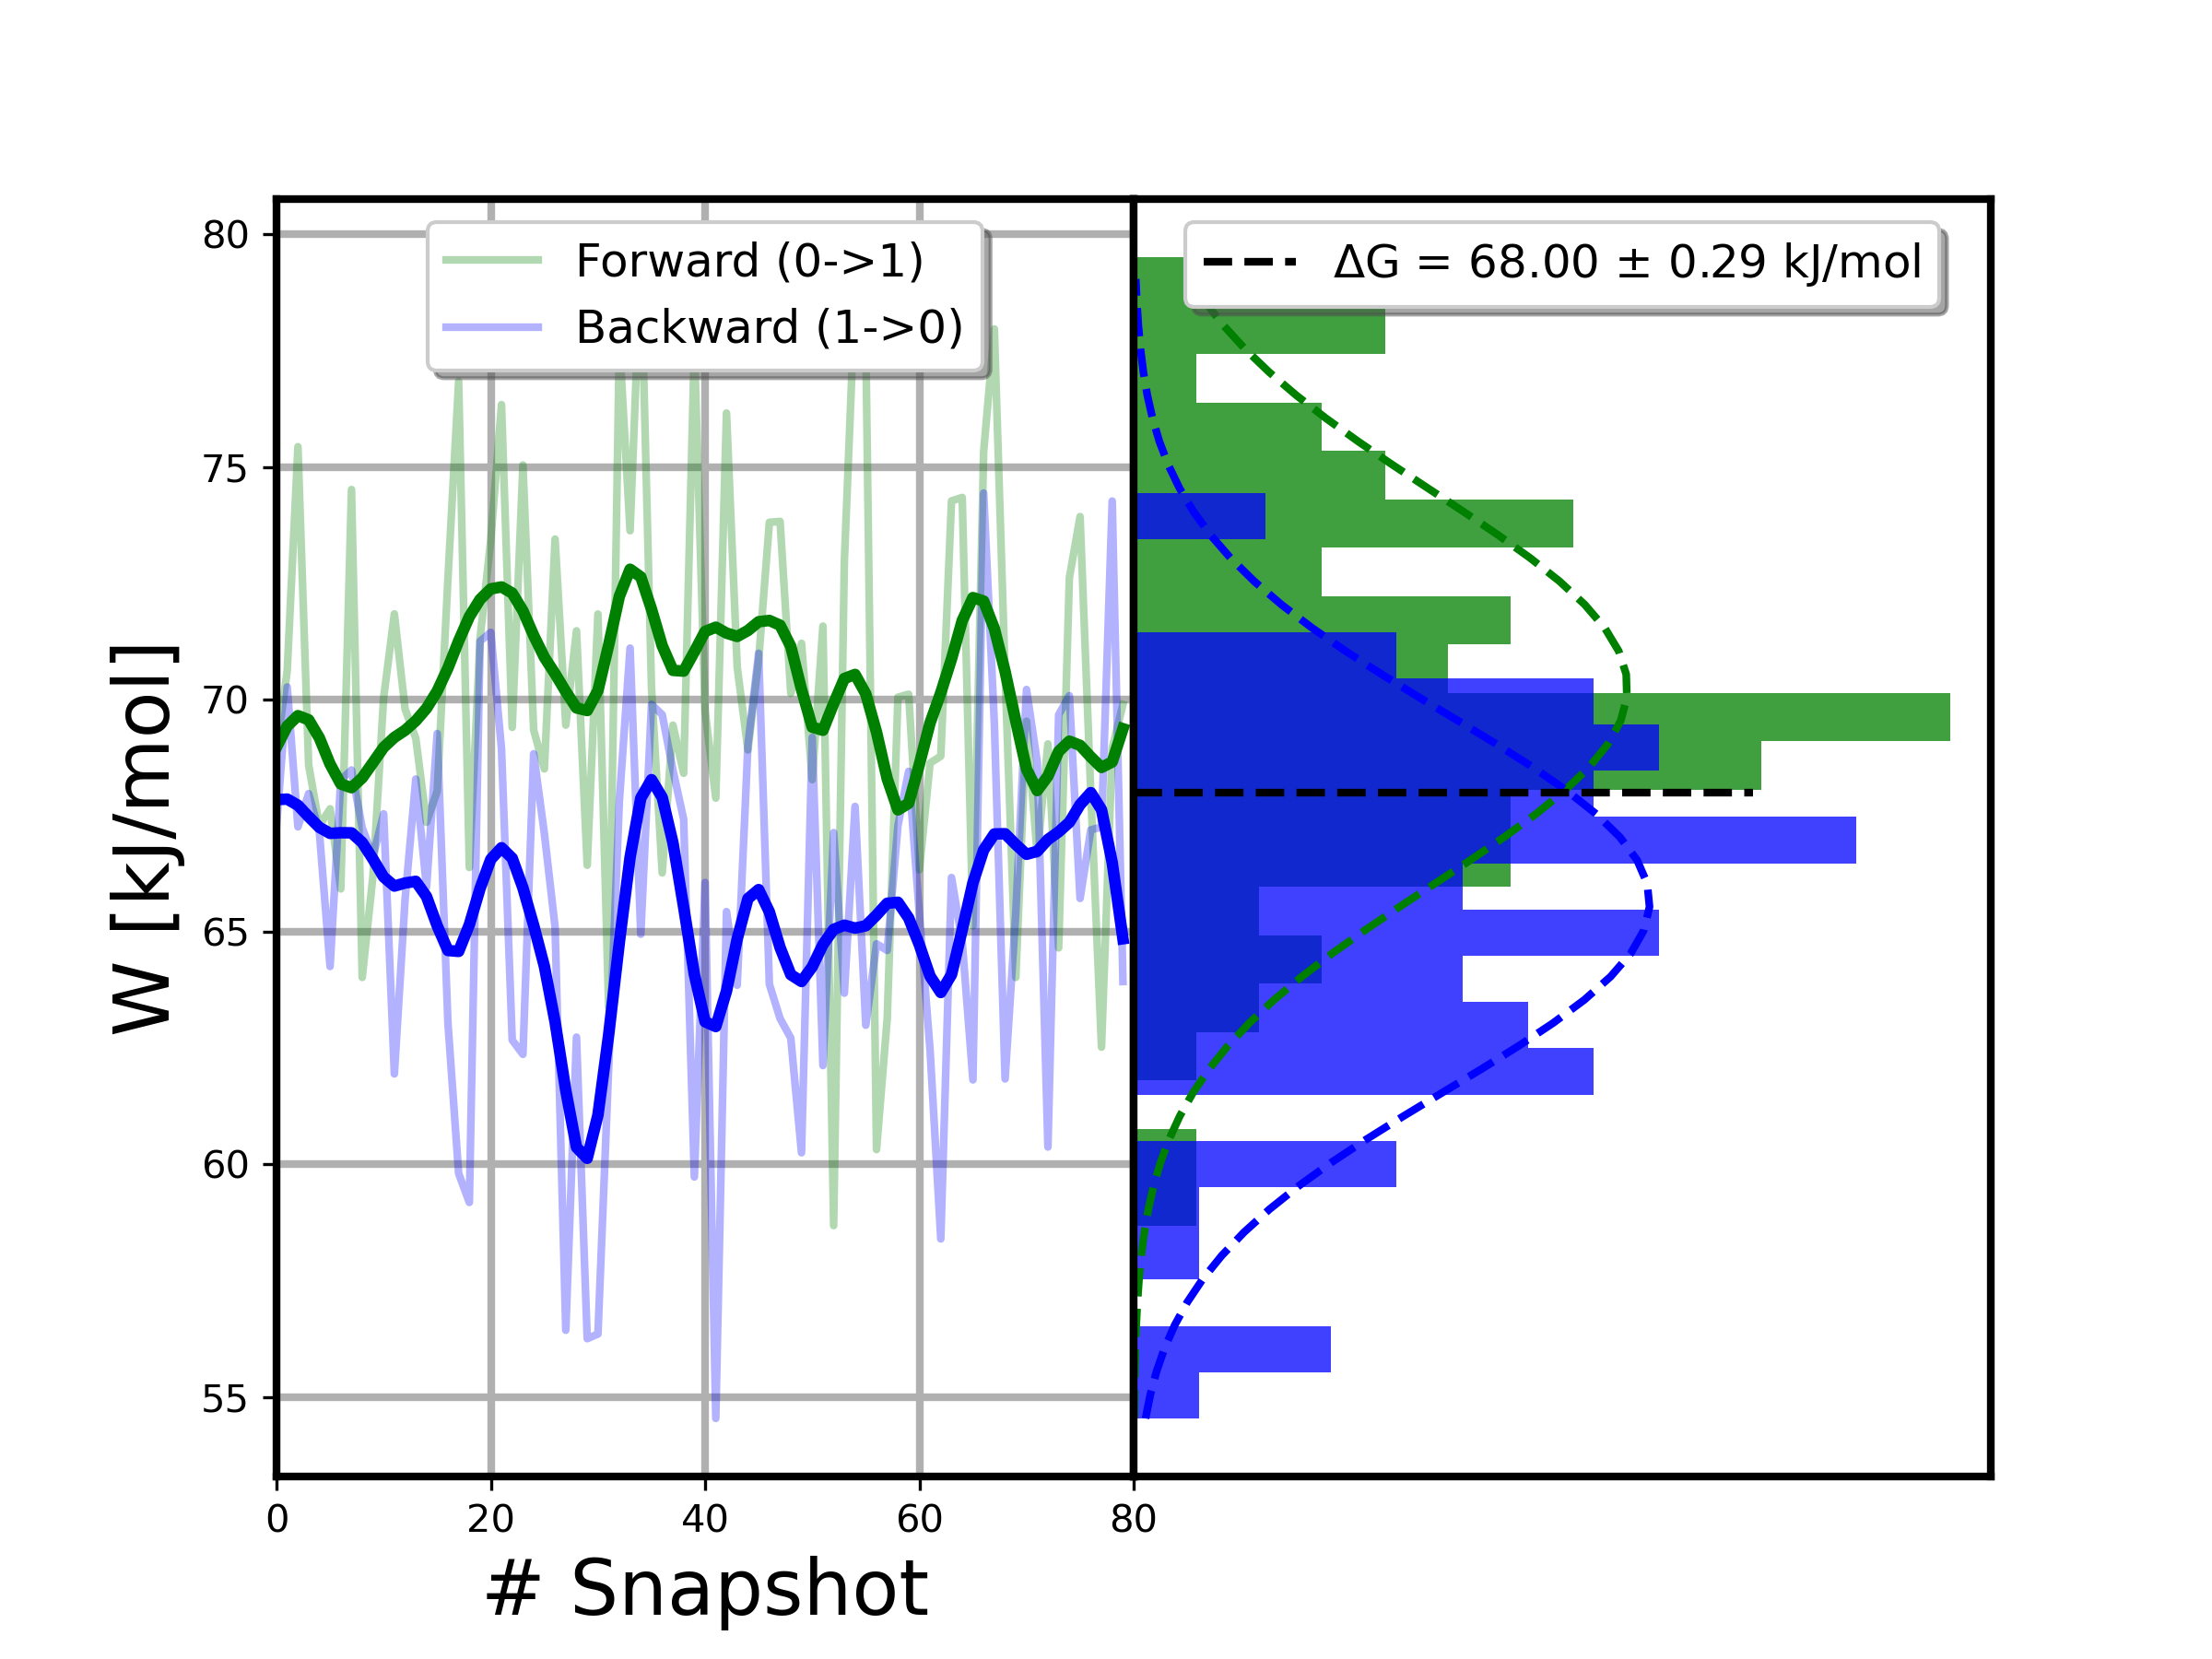 Forward (0->1)
Backward (1->0)
ΔG = 68.00 ± 0.29 kJ/mol
W [kJ/mol]
80
75
70
65
60
55
0 20 40 60 80
# Snapshot